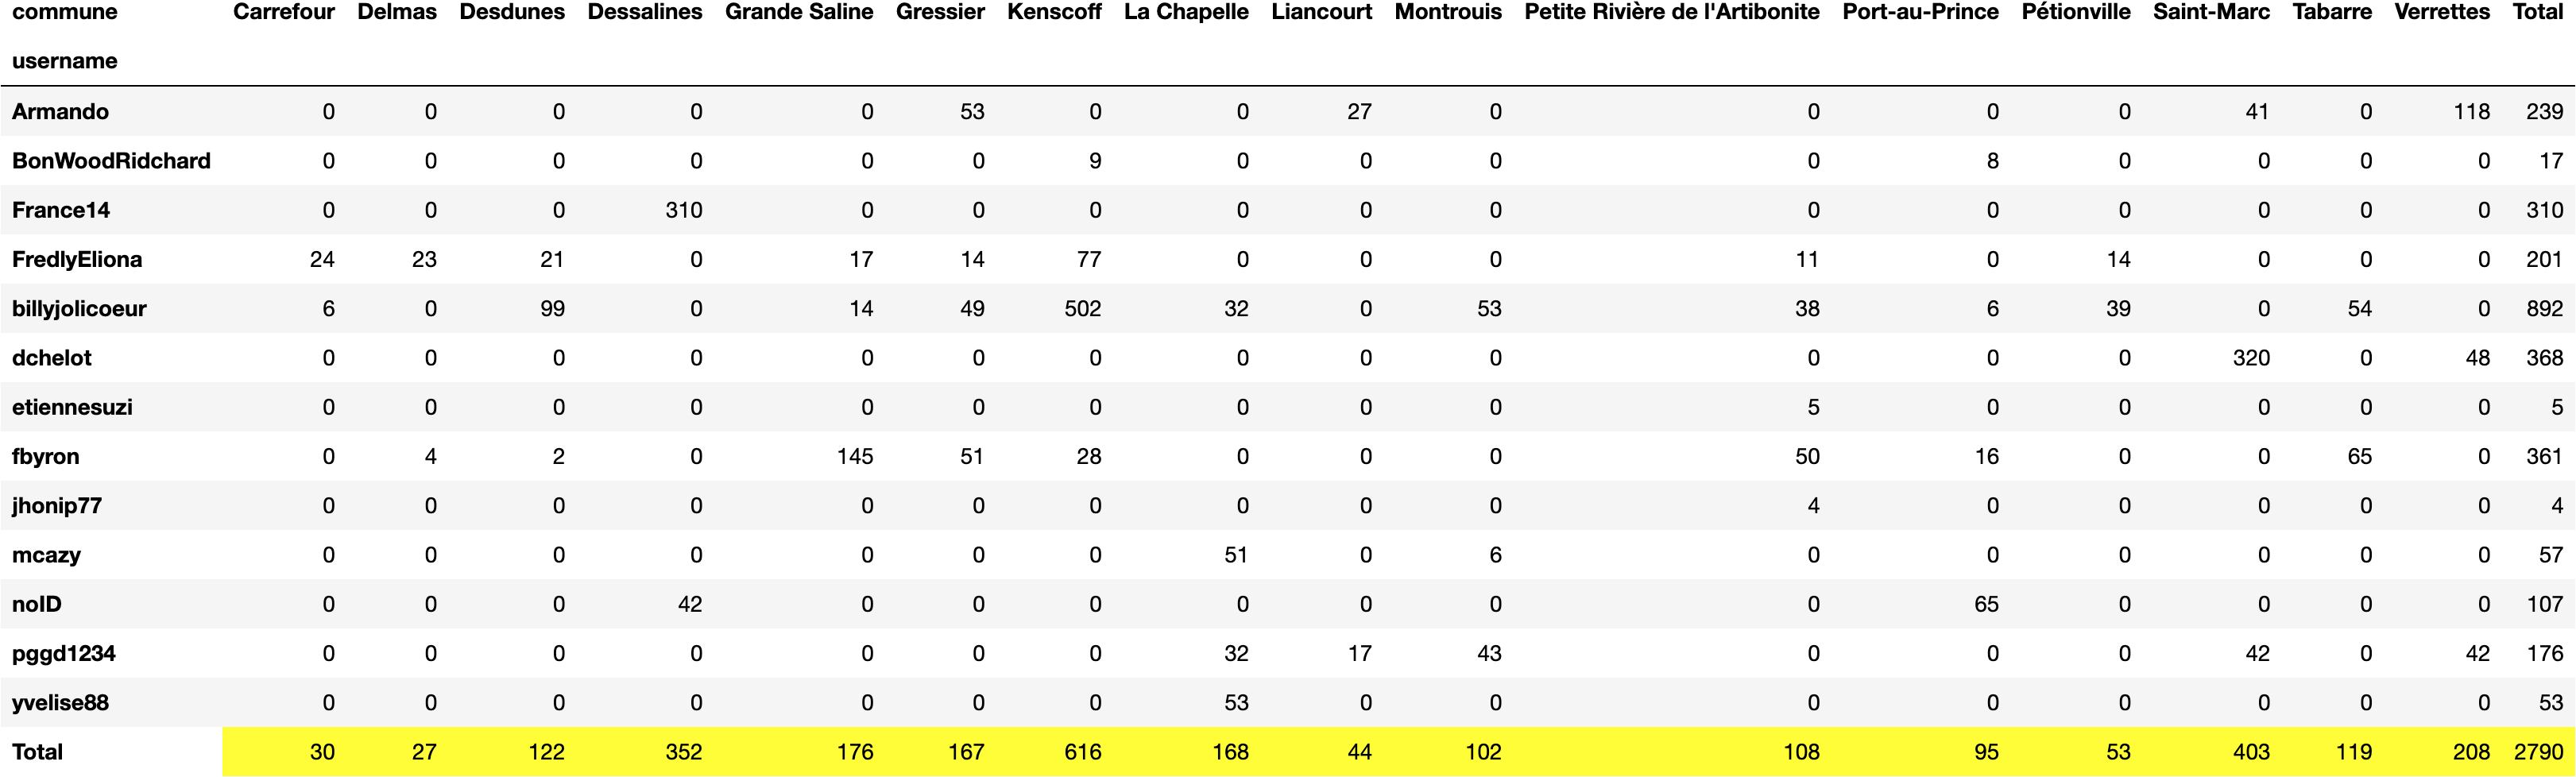 commune Carrefour Delmas Desdunes Dessalines Grande Saline Gressier Kenscoff La Chapelle Liancourt Montrouis Petite Rivière de l'Artibonite Port-au-Prince Pétionville Saint-Marc Tabarre Verrettes Total
username
Armando 0 0 0 0 0 53 0 0 27 0 0 0 0 41 0 118 239
BonWoodRidchard 0 0 0 0 0 0 9 0 0 0 0 8 0 0 0 0 17
France14 0 0 0 310 0 0 0 0 0 0 0 0 0 0 0 0 310
FredlyEliona 24 23 21 0 17 14 77 0 0 0 11 0 14 0 0 0 201
billyjolicoeur 6 0 99 0 14 49 502 32 0 53 38 6 39 0 54 0 892
dchelot 0 0 0 0 0 0 0 0 0 0 0 0 0 320 0 48 368
etiennesuzi 0 0 0 0 0 0 0 0 0 0 5 0 0 0 0 0 5
fbyron 0 4 2 0 145 51 28 0 0 0 50 16 0 0 65 0 361
jhonip77 0 0 0 0 0 0 0 0 0 0 4 0 0 0 0 0 4
mcazy 0 0 0 0 0 0 0 51 0 6 0 0 0 0 0 0 57
noID 0 0 0 42 0 0 0 0 0 0 0 65 0 0 0 0 107
pggd1234 0 0 0 0 0 0 0 32 17 43 0 0 0 42 0 42 176
yvelise88 0 0 0 0 0 0 0 53 0 0 0 0 0 0 0 0 53
Total 30 27 122 352 176 167 616 168 44 102 108 95 53 403 119 208 2790